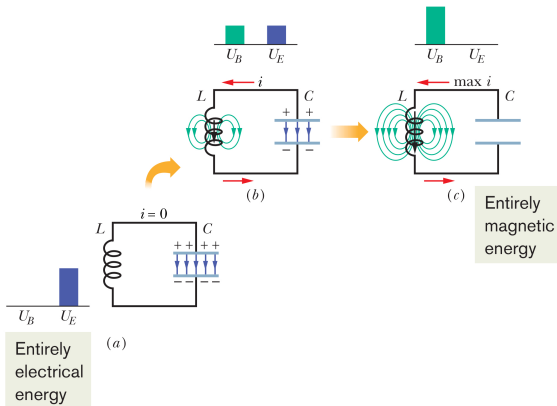 U_B U_E
L i C
+ +
− −
(b)
U_B U_E
L max i C
(c)
Entirely
magnetic
energy
i = 0
L C
+ + + + +
− − − − −
U_B U_E
(a)
Entirely
electrical
energy